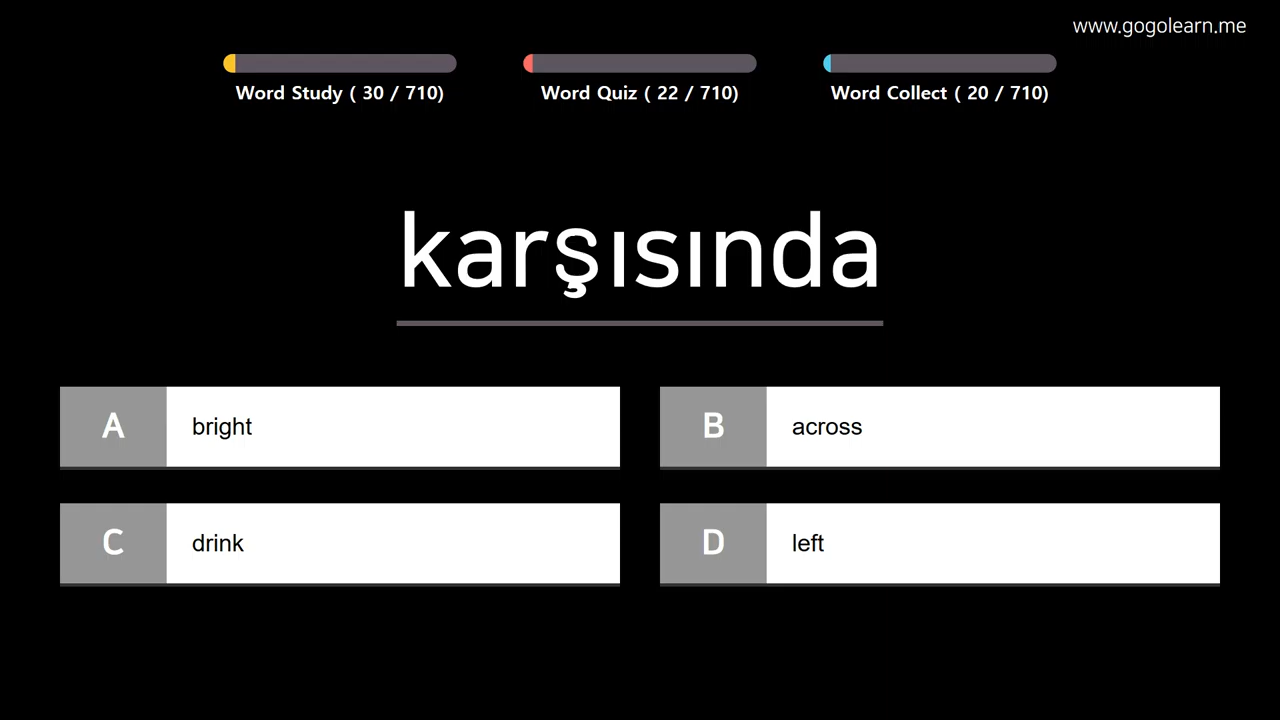 www.gogolearn.me
Word Study ( 30 / 710)
Word Quiz ( 22 / 710)
Word Collect ( 20 / 710)
karşısında
A bright
B across
C drink
D left